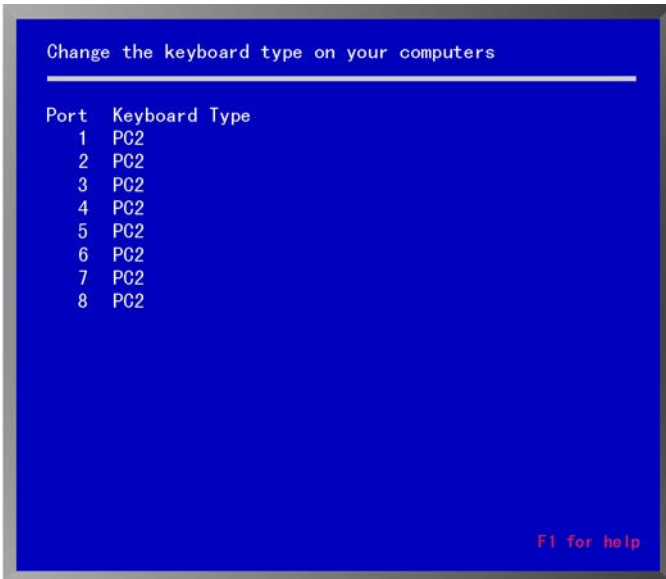 Change the keyboard type on your computers
Port Keyboard Type
1 PC2
2 PC2
3 PC2
4 PC2
5 PC2
6 PC2
7 PC2
8 PC2
F1 for help